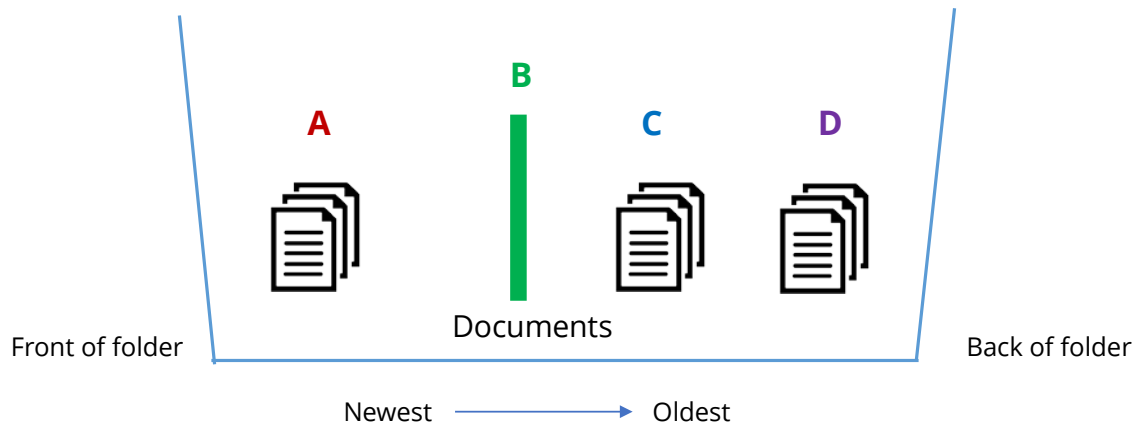 B
A
C
D
Documents
Front of folder
Back of folder
Newest
Oldest